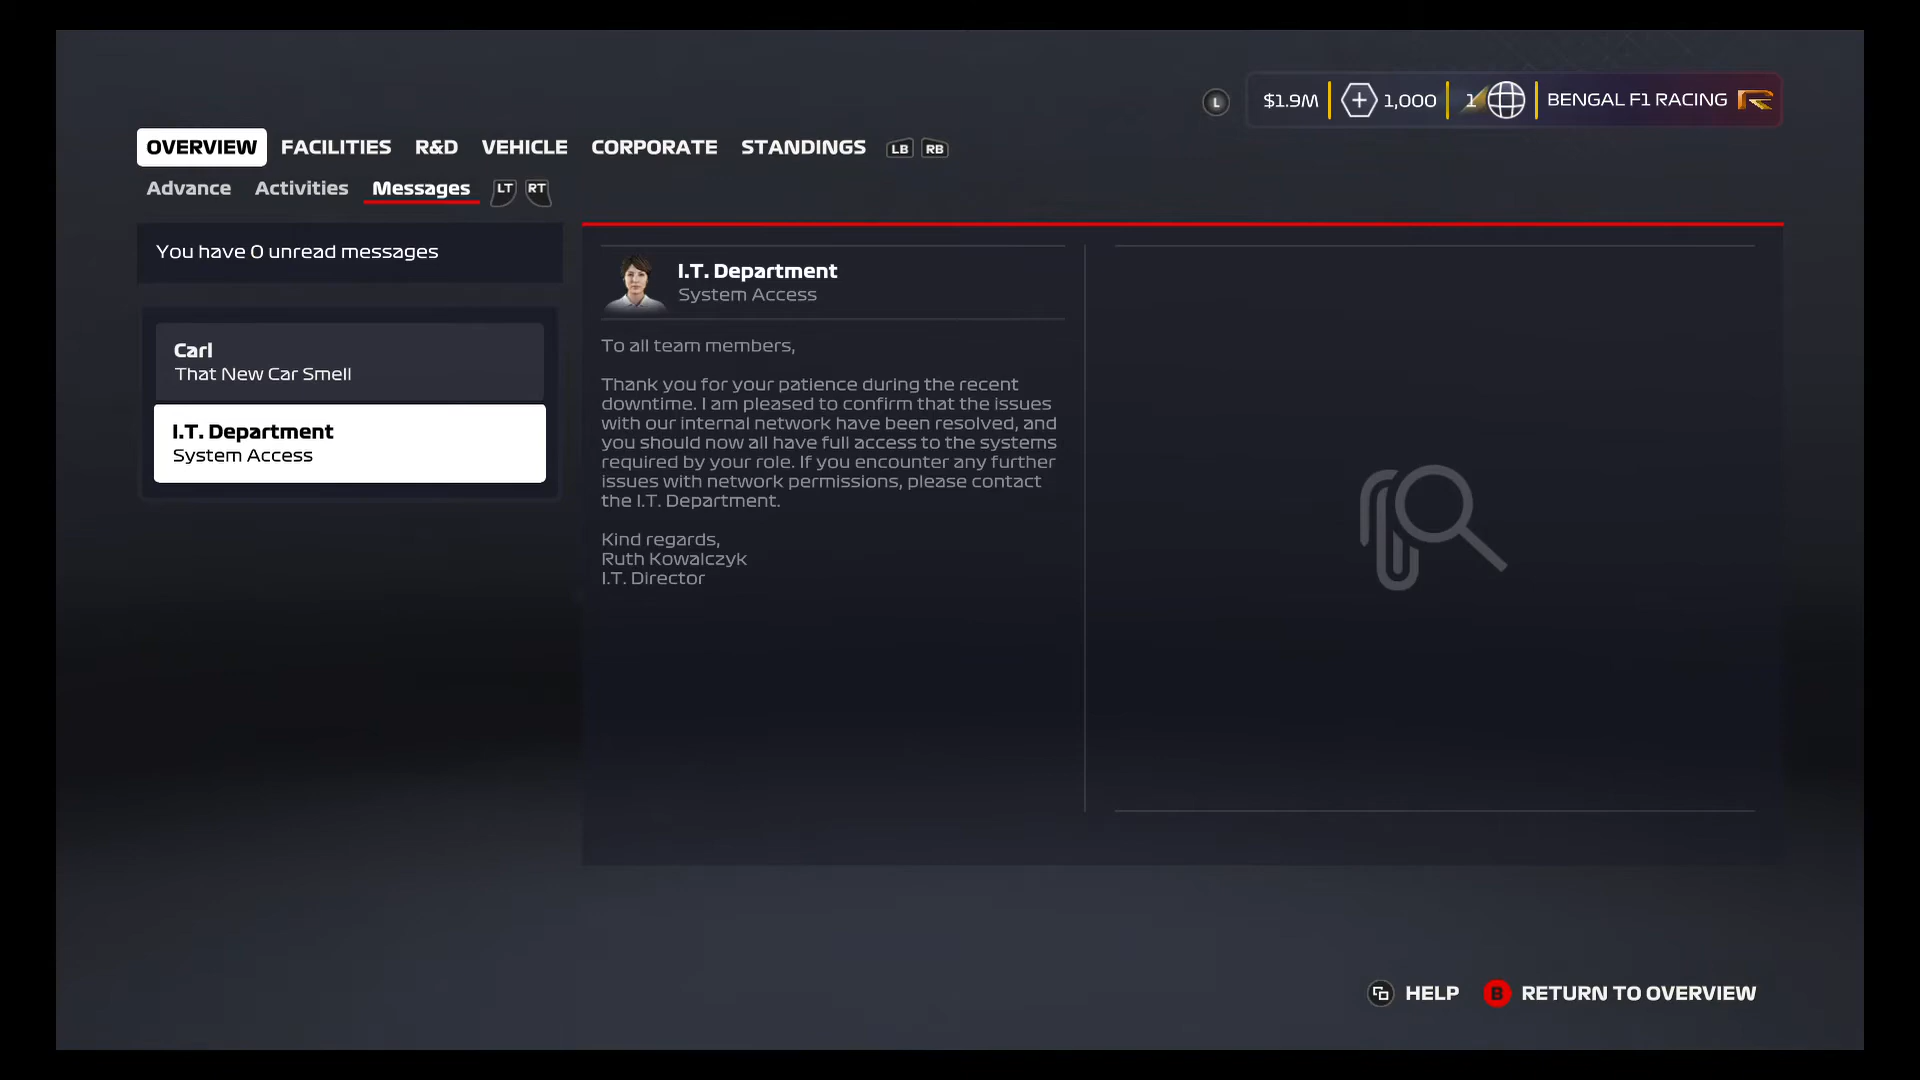 L $1.9M 1,000 1 BENGAL F1 RACING
OVERVIEW FACILITIES R&D VEHICLE CORPORATE STANDINGS LB RB
Advance Activities Messages LT RT
You have 0 unread messages
Carl
That New Car Smell
I.T. Department
System Access
I.T. Department
System Access
To all team members,
Thank you for your patience during the recent
downtime. I am pleased to confirm that the issues
with our internal network have been resolved, and
you should now all have full access to the systems
required by your role. If you encounter any further
issues with network permissions, please contact
the I.T. Department.
Kind regards,
Ruth Kowalczyk
I.T. Director
HELP B RETURN TO OVERVIEW